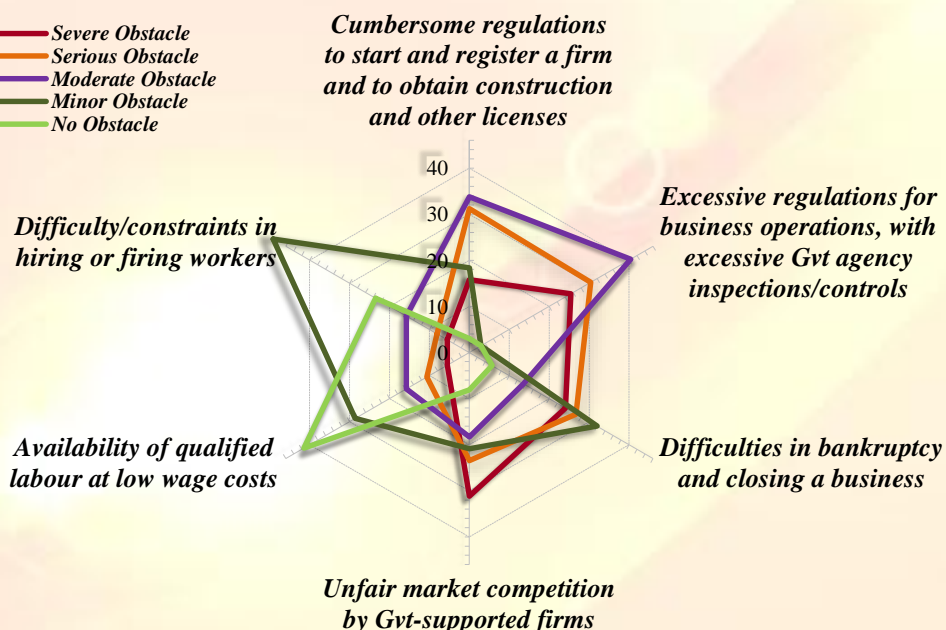 Severe Obstacle
Serious Obstacle
Moderate Obstacle
Minor Obstacle
No Obstacle
Cumbersome regulations
to start and register a firm
and to obtain construction
and other licenses
40
30
20
10
0
Excessive regulations for
business operations, with
excessive Gvt agency
inspections/controls
Difficulty/constraints in
hiring or firing workers
Availability of qualified
labour at low wage costs
Difficulties in bankruptcy
and closing a business
Unfair market competition
by Gvt-supported firms